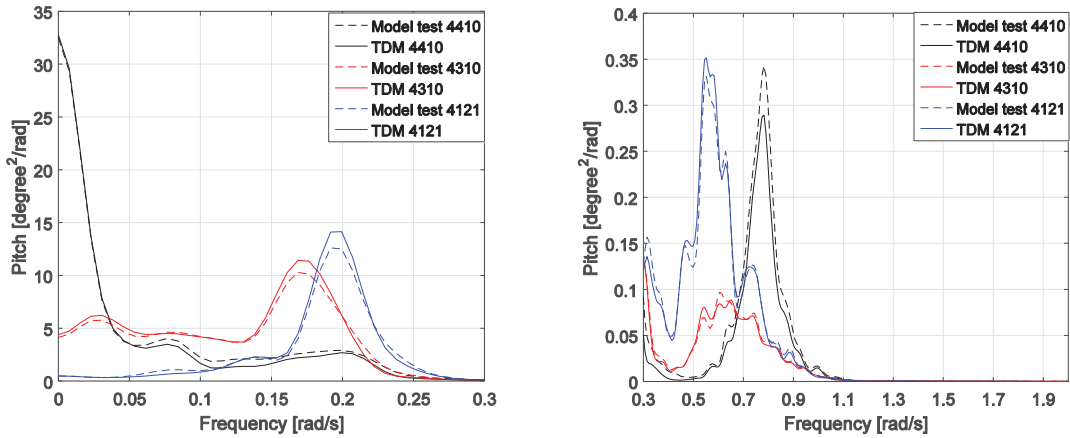 Pitch [degree²/rad]
35
30
25
20
15
10
5
0
0 0.05 0.1 0.15 0.2 0.25 0.3
Frequency [rad/s]
Model test 4410
TDM 4410
Model test 4310
TDM 4310
Model test 4121
TDM 4121
Pitch [degree²/rad]
0.4
0.35
0.3
0.25
0.2
0.15
0.1
0.05
0
0.3 0.5 0.7 0.9 1.1 1.3 1.5 1.7 1.9
Frequency [rad/s]
Model test 4410
TDM 4410
Model test 4310
TDM 4310
Model test 4121
TDM 4121